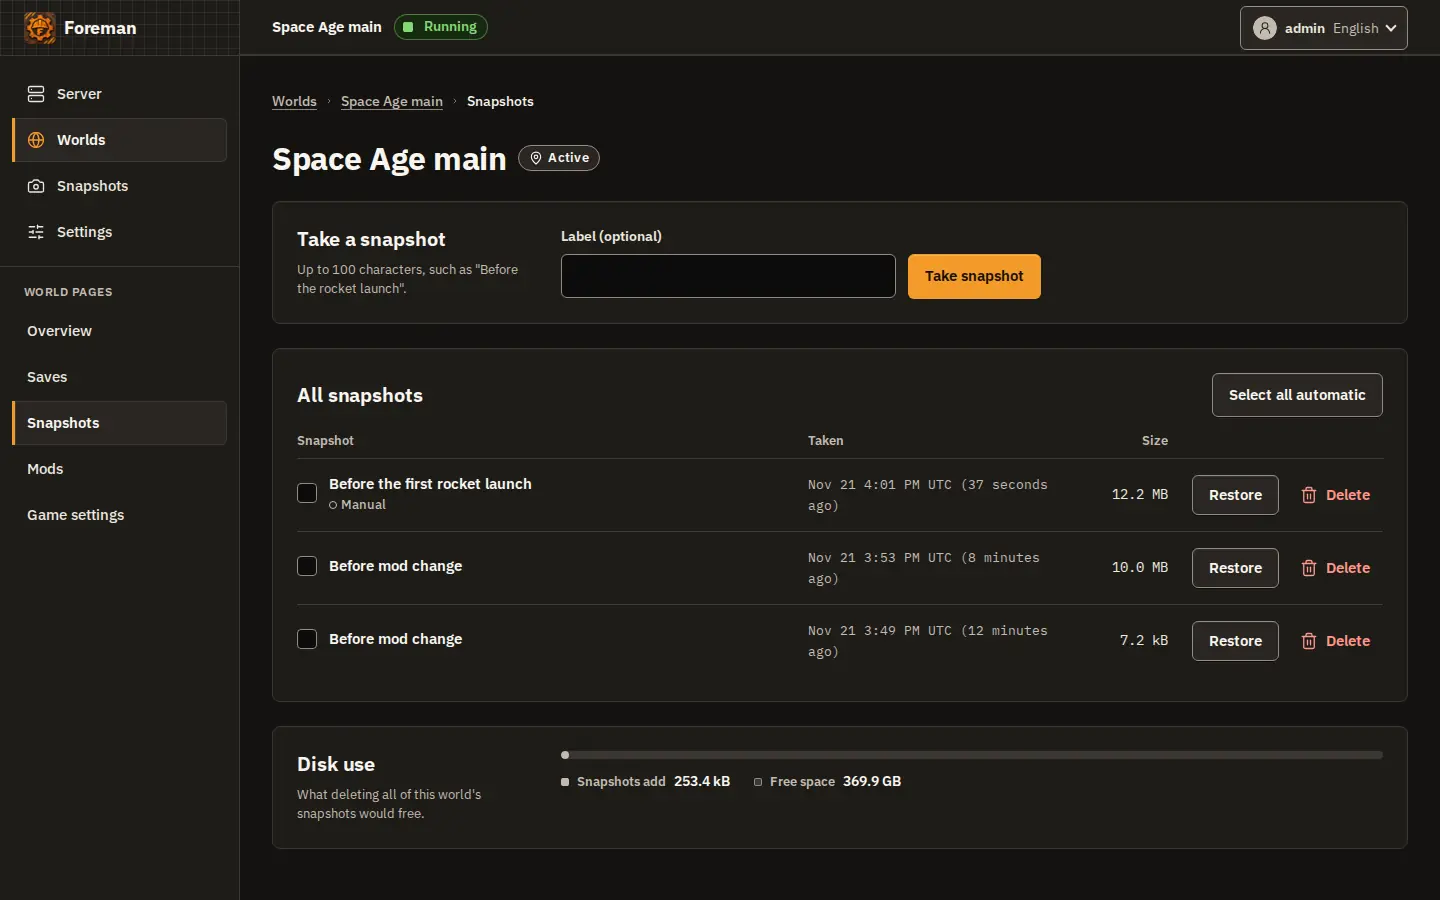 Foreman
Space Age main
Running
admin English
Server
Worlds
Snapshots
Settings
WORLD PAGES
Overview
Saves
Snapshots
Mods
Game settings
Worlds › Space Age main › Snapshots
Space Age main
Active
Take a snapshot
Up to 100 characters, such as "Before
the rocket launch".
Label (optional)
Take snapshot
All snapshots
Select all automatic
Snapshot Taken Size
Before the first rocket launch
Manual
Nov 21 4:01 PM UTC (37 seconds
ago)
12.2 MB
Restore
Delete
Before mod change
Nov 21 3:53 PM UTC (8 minutes
ago)
10.0 MB
Restore
Delete
Before mod change
Nov 21 3:49 PM UTC (12 minutes
ago)
7.2 kB
Restore
Delete
Disk use
What deleting all of this world's
snapshots would free.
Snapshots add 253.4 kB
Free space 369.9 GB